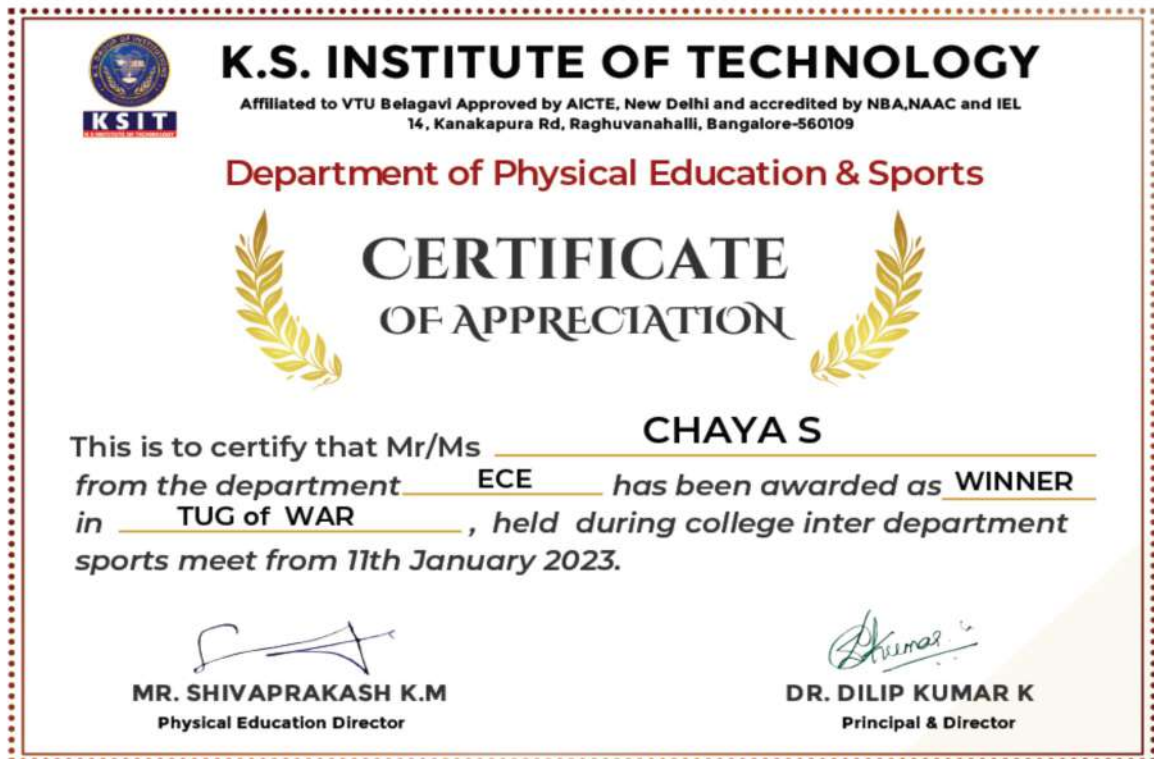 K.S. INSTITUTE OF TECHNOLOGY
Affiliated to VTU Belagavi Approved by AICTE, New Delhi and accredited by NBA,NAAC and IEL
14, Kanakapura Rd, Raghuvanahalli, Bangalore-560109
KSIT
Department of Physical Education & Sports
CERTIFICATE
OF APPRECIATION
This is to certify that Mr/Ms CHAYA S
from the department ECE has been awarded as WINNER
in TUG of WAR , held during college inter department
sports meet from 11th January 2023.
MR. SHIVAPRAKASH K.M
Physical Education Director
DR. DILIP KUMAR K
Principal & Director